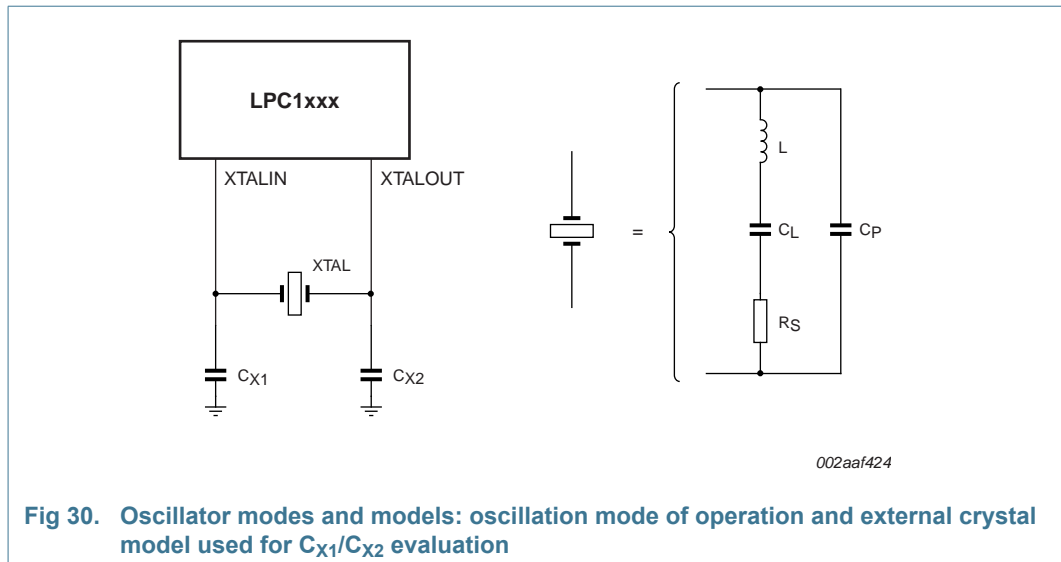 LPC1xxx
XTALIN
XTALOUT
XTAL
CX1
CX2
=
L
CL
CP
RS
002aaf424
Fig 30. Oscillator modes and models: oscillation mode of operation and external crystal
model used for CX1/CX2 evaluation